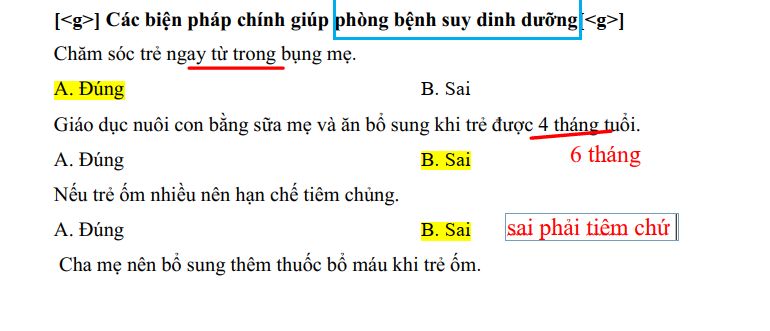 [<g>] Các biện pháp chính giúp phòng bệnh suy dinh dưỡng[<g>]
Chăm sóc trẻ ngay từ trong bụng mẹ.
A. Đúng B. Sai
Giáo dục nuôi con bằng sữa mẹ và ăn bổ sung khi trẻ được 4 tháng tuổi.
A. Đúng B. Sai 6 tháng
Nếu trẻ ốm nhiều nên hạn chế tiêm chủng.
A. Đúng B. Sai sai phải tiêm chứ
Cha mẹ nên bổ sung thêm thuốc bổ máu khi trẻ ốm.